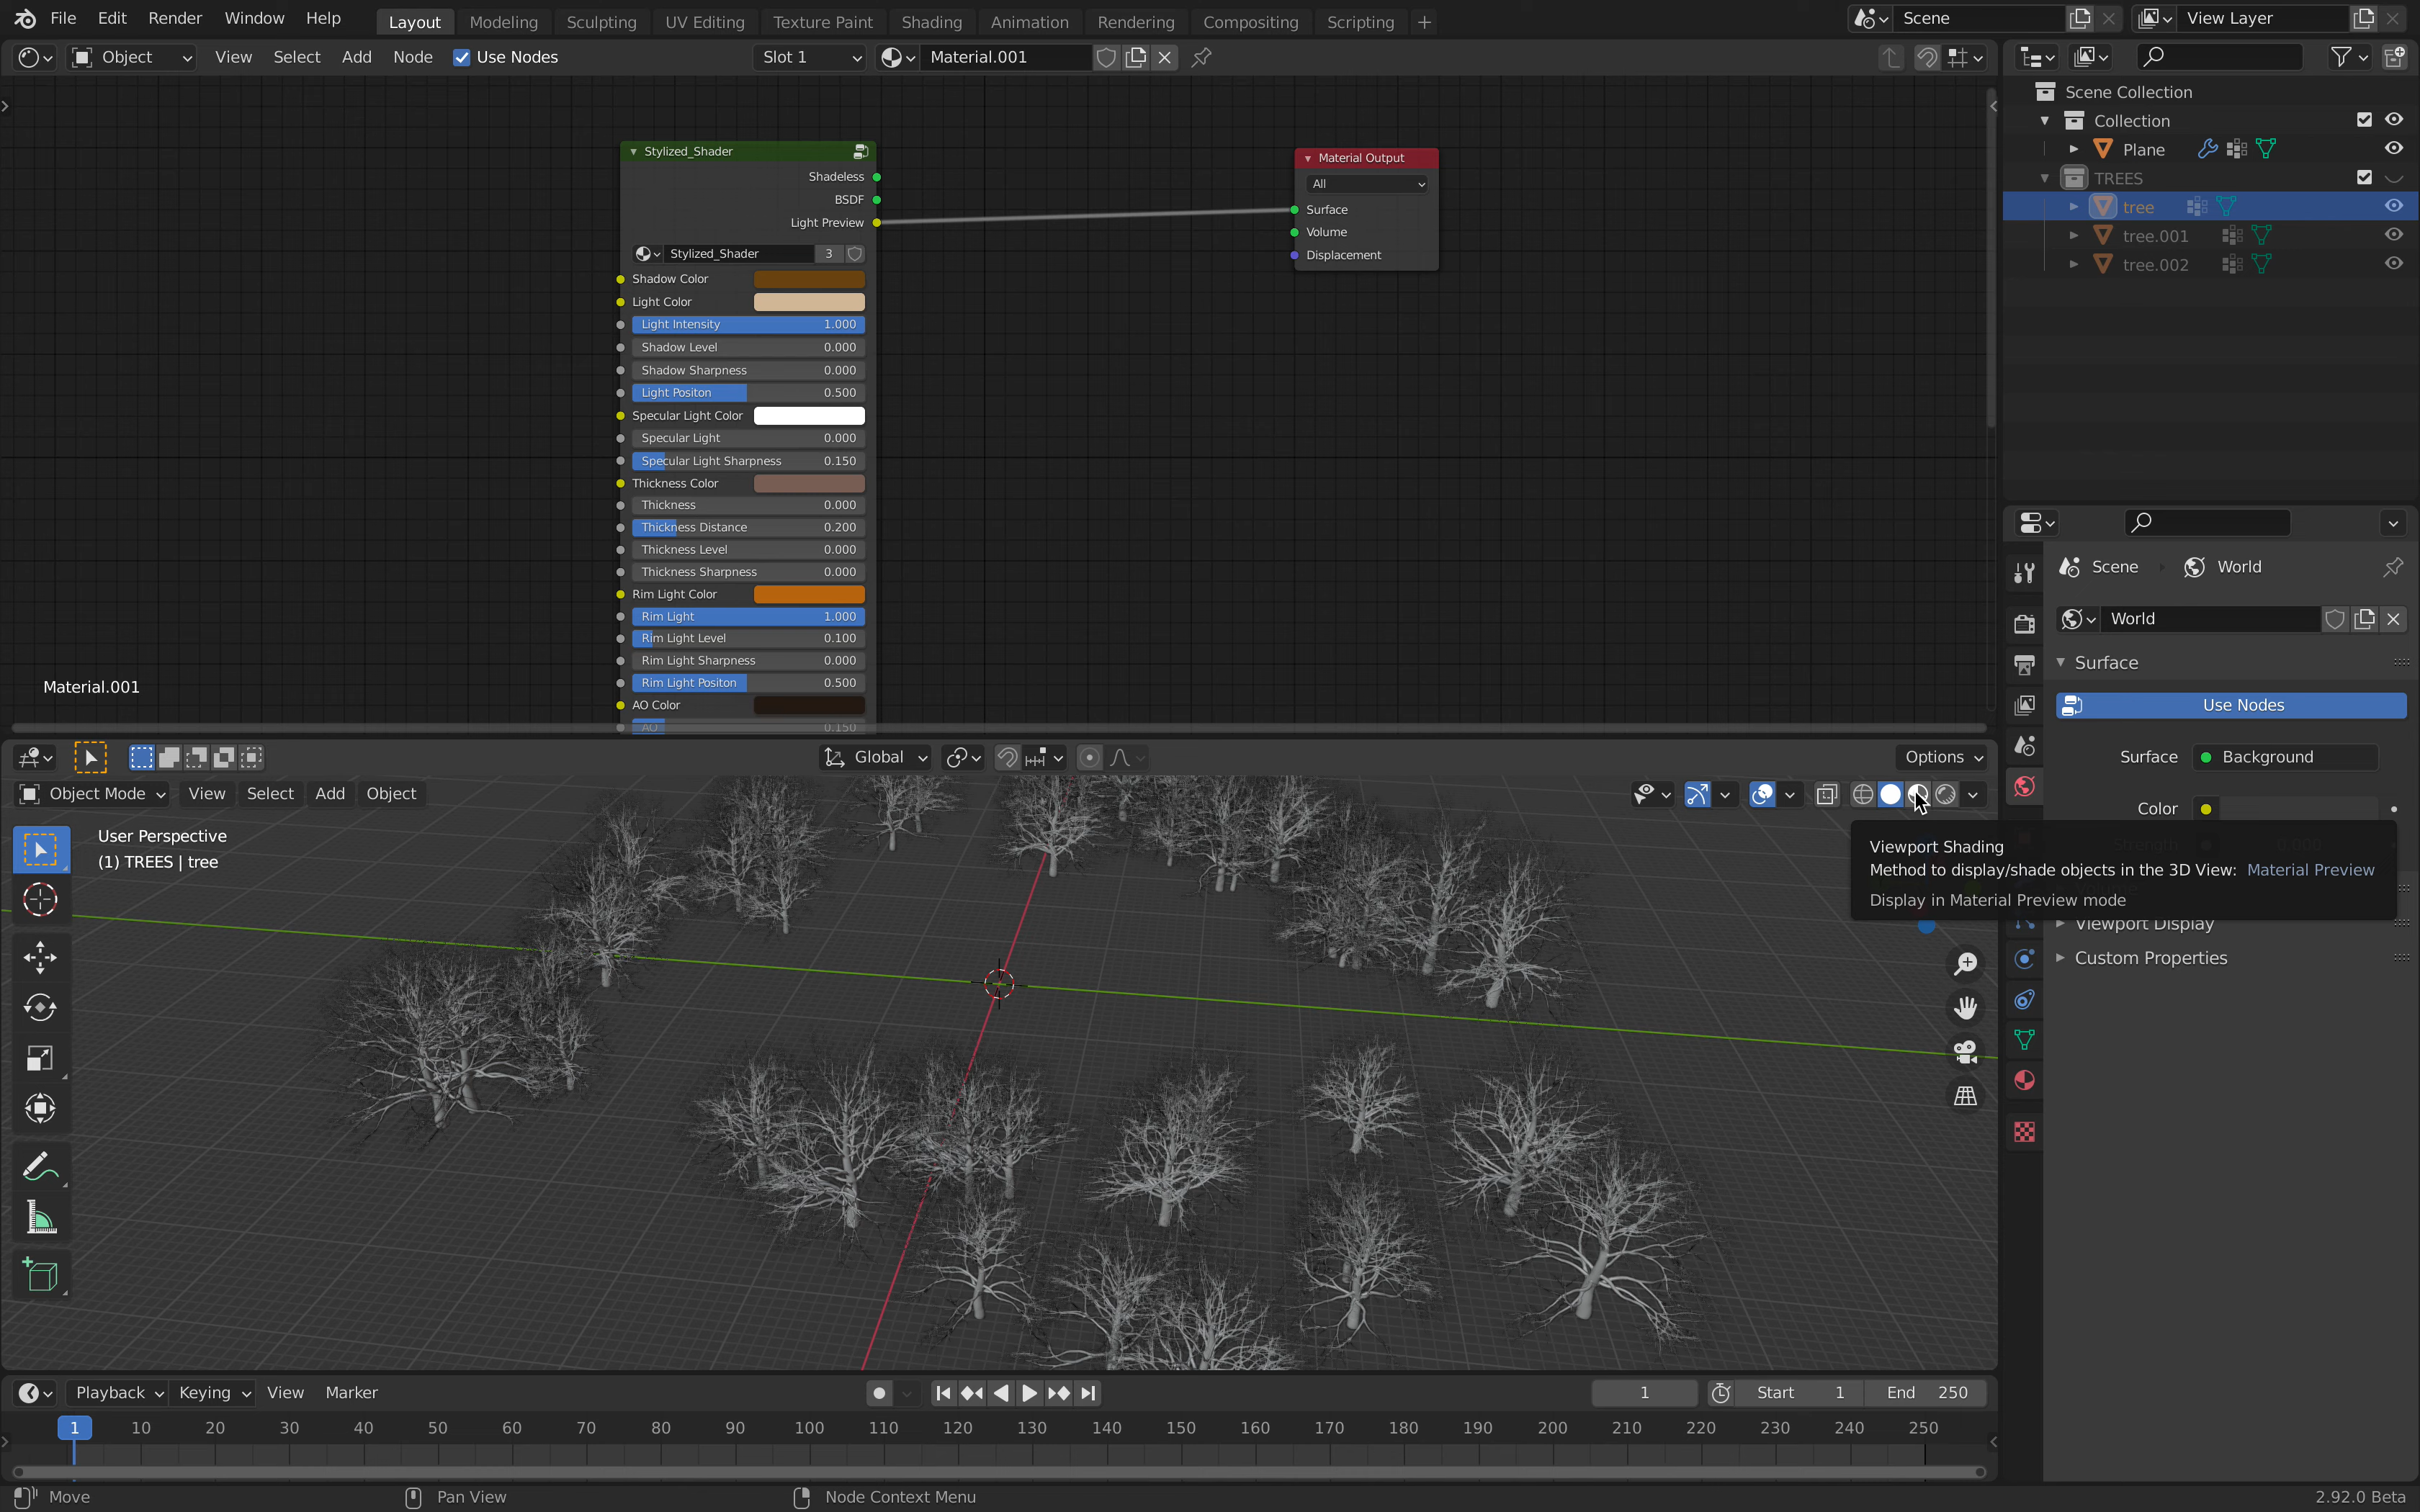 File Edit Render Window Help Layout Modeling Sculpting UV Editing Texture Paint Shading Animation Rendering Compositing Scripting + Scene View Layer
Object View Select Add Node Use Nodes Slot 1 Material.001
Scene Collection
Collection
Plane
TREES
tree
tree.001
tree.002
Stylized_Shader
Shadeless
BSDF
Light Preview
Stylized_Shader 3
Shadow Color
Light Color
Light Intensity 1.000
Shadow Level 0.000
Shadow Sharpness 0.000
Light Positon 0.500
Specular Light Color
Specular Light 0.000
Specular Light Sharpness 0.150
Thickness Color
Thickness 0.000
Thickness Distance 0.200
Thickness Level 0.000
Thickness Sharpness 0.000
Rim Light Color
Rim Light 1.000
Rim Light Level 0.100
Rim Light Sharpness 0.000
Rim Light Positon 0.500
AO Color
AO 0.150
Material Output
All
Surface
Volume
Displacement
Material.001
Scene World
World
Surface
Use Nodes
Surface Background
Color
Global Options
Object Mode View Select Add Object
User Perspective
(1) TREES | tree
Viewport Shading
Method to display/shade objects in the 3D View: Material Preview
Display in Material Preview mode
Viewport Display
Custom Properties
Playback Keying View Marker 1 Start 1 End 250
1 10 20 30 40 50 60 70 80 90 100 110 120 130 140 150 160 170 180 190 200 210 220 230 240 250
Move Pan View Node Context Menu 2.92.0 Beta